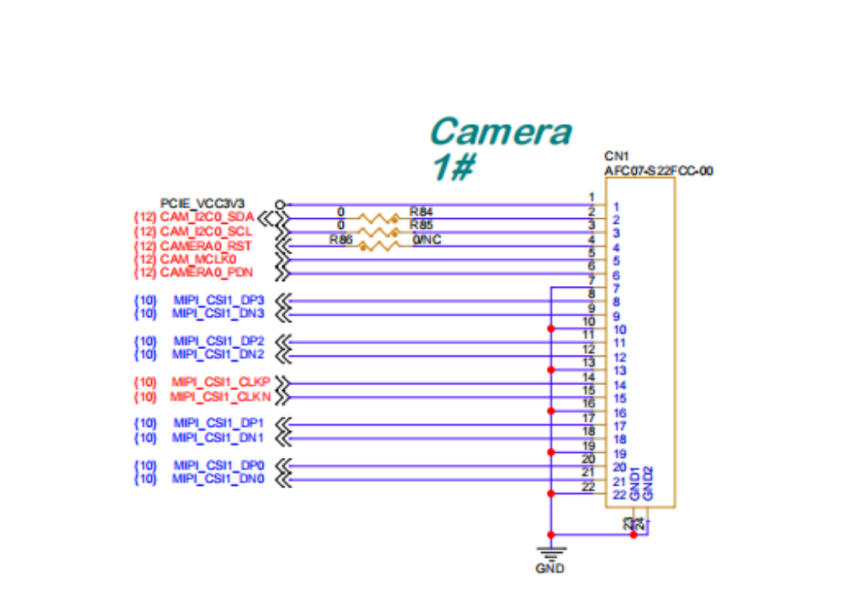 Camera
1#
CN1
AFC07-S22FCC-00
PCIE_VCC3V3 1 1
{12} CAM_I2C0_SDA 0 R84 2 2
{12} CAM_I2C0_SCL 0 R85 3 3
{12} CAMERA0_RST R86 0/NC 4 4
{12} CAM_MCLK0 5 5
{12} CAMERA0_PDN 6 6
7 7
{10} MIPI_CSI1_DP3 8 8
{10} MIPI_CSI1_DN3 9 9
10 10
{10} MIPI_CSI1_DP2 11 11
{10} MIPI_CSI1_DN2 12 12
13 13
{10} MIPI_CSI1_CLKP 14 14
{10} MIPI_CSI1_CLKN 15 15
16 16
{10} MIPI_CSI1_DP1 17 17
{10} MIPI_CSI1_DN1 18 18
19 19
{10} MIPI_CSI1_DP0 20 20
{10} MIPI_CSI1_DN0 21 21
22 22
GND1 GND2
23 24
GND